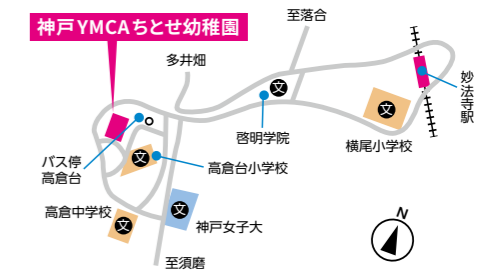 神戸YMCAちとせ幼稚園
至落合
多井畑
文
妙法寺駅
文
啓明学院
横尾小学校
バス停
高倉台
文
高倉台小学校
高倉中学校
文
文
神戸女子大
至須磨
N